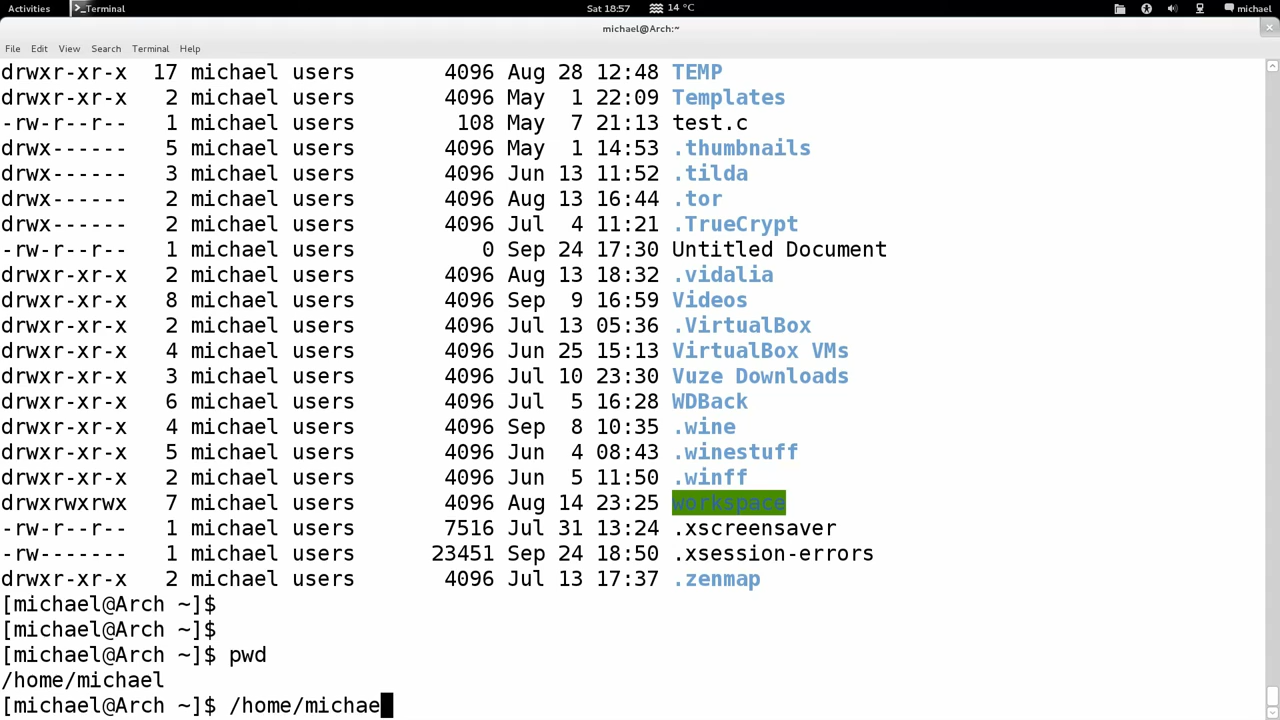 Activities Terminal Sat 18:57 14 °C michael
michael@Arch:~
File Edit View Search Terminal Help
drwxr-xr-x 17 michael users 4096 Aug 28 12:48 TEMP
drwxr-xr-x 2 michael users 4096 May 1 22:09 Templates
-rw-r--r-- 1 michael users 108 May 7 21:13 test.c
drwx------ 5 michael users 4096 May 1 14:53 .thumbnails
drwx------ 3 michael users 4096 Jun 13 11:52 .tilda
drwx------ 2 michael users 4096 Aug 13 16:44 .tor
drwx------ 2 michael users 4096 Jul 4 11:21 .TrueCrypt
-rw-r--r-- 1 michael users 0 Sep 24 17:30 Untitled Document
drwxr-xr-x 2 michael users 4096 Aug 13 18:32 .vidalia
drwxr-xr-x 8 michael users 4096 Sep 9 16:59 Videos
drwxr-xr-x 2 michael users 4096 Jul 13 05:36 .VirtualBox
drwxr-xr-x 4 michael users 4096 Jun 25 15:13 VirtualBox VMs
drwxr-xr-x 3 michael users 4096 Jul 10 23:30 Vuze Downloads
drwxr-xr-x 6 michael users 4096 Jul 5 16:28 WDBack
drwxr-xr-x 4 michael users 4096 Sep 8 10:35 .wine
drwxr-xr-x 5 michael users 4096 Jun 4 08:43 .winestuff
drwxr-xr-x 2 michael users 4096 Jun 5 11:50 .winff
drwxrwxrwx 7 michael users 4096 Aug 14 23:25 workspace
-rw-r--r-- 1 michael users 7516 Jul 31 13:24 .xscreensaver
-rw------- 1 michael users 23451 Sep 24 18:50 .xsession-errors
drwxr-xr-x 2 michael users 4096 Jul 13 17:37 .zenmap
[michael@Arch ~]$
[michael@Arch ~]$
[michael@Arch ~]$ pwd
/home/michael
[michael@Arch ~]$ /home/michae